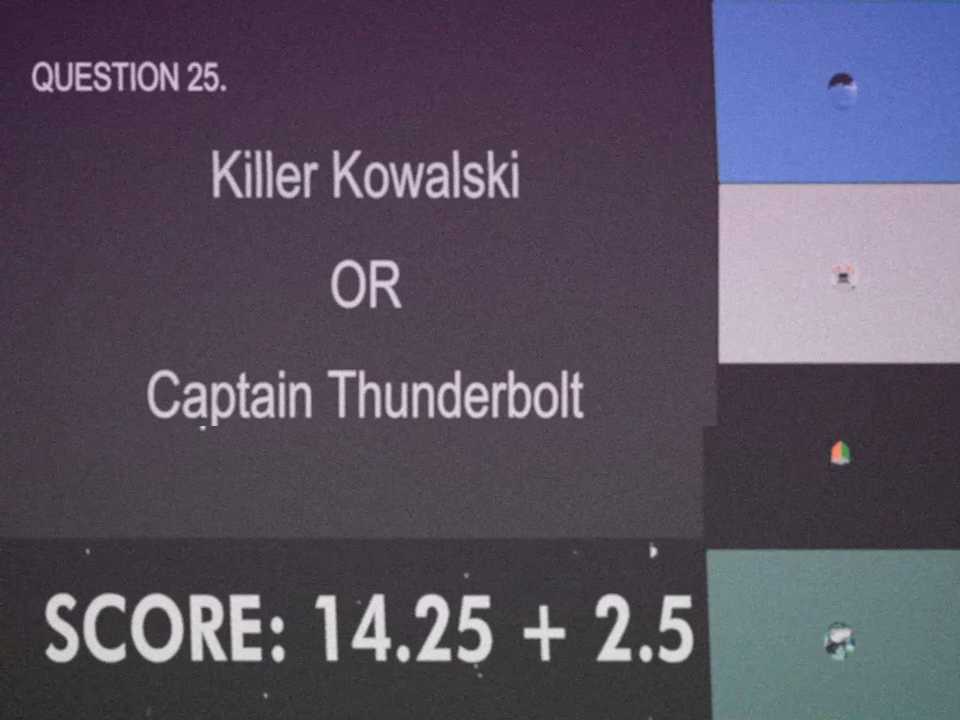 QUESTION 25.
Killer Kowalski
OR
Captain Thunderbolt
SCORE: 14.25 + 2.5